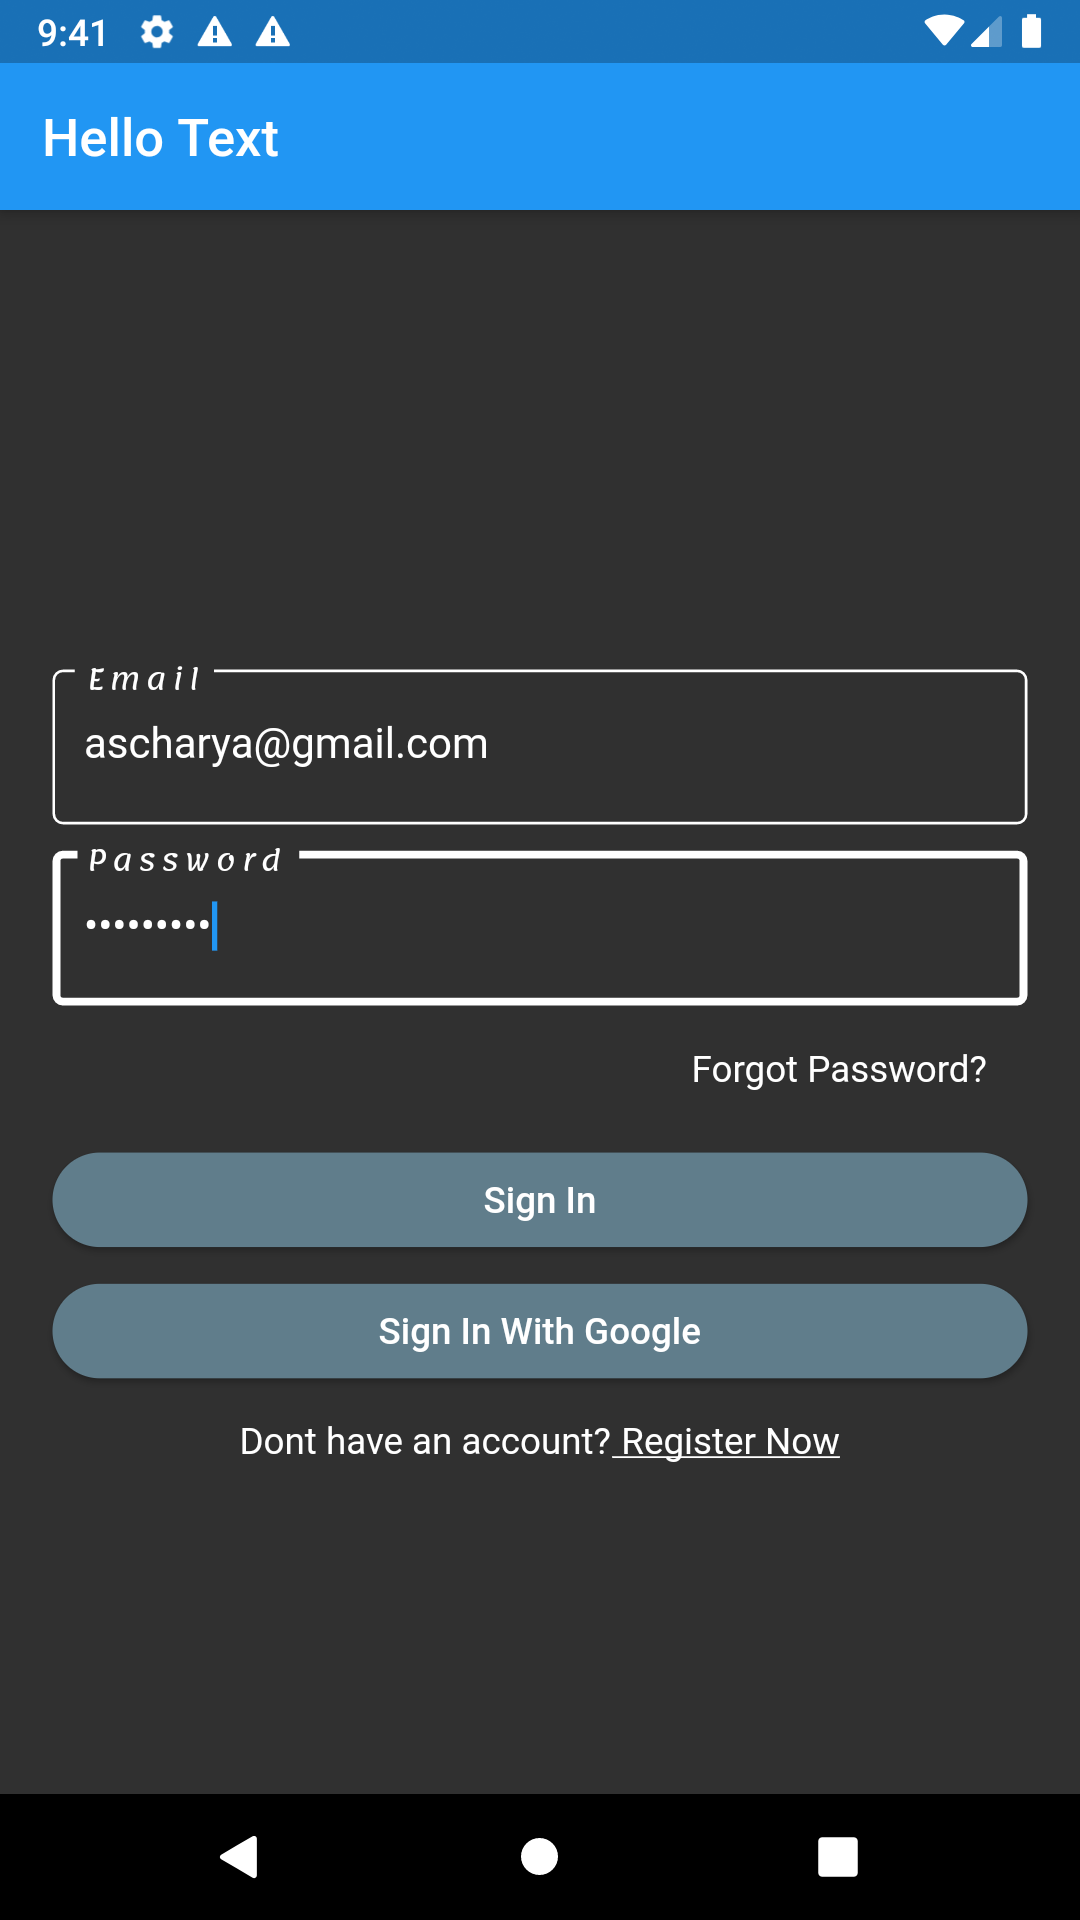 9:41
Hello Text
Email
ascharya@gmail.com
Password
•••••••••
Forgot Password?
Sign In
Sign In With Google
Dont have an account? Register Now